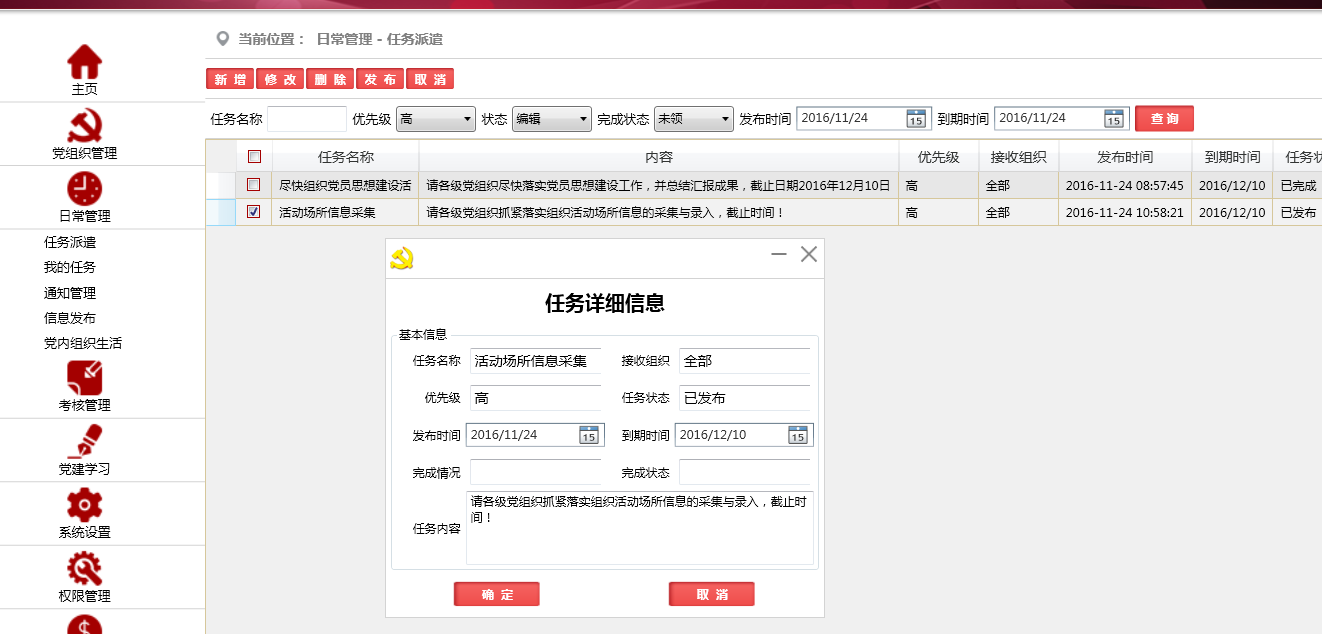 当前位置： 日常管理 - 任务派遣
新 增 修 改 删 除 发 布 取 消
任务名称 优先级 高 状态 编辑 完成状态 未领 发布时间 2016/11/24 15 到期时间 2016/11/24 15 查 询
任务名称 内容 优先级 接收组织 发布时间 到期时间 任务状
尽快组织党员思想建设活 请各级党组织尽快落实党员思想建设工作，并总结汇报成果，截止日期2016年12月10日 高 全部 2016-11-24 08:57:45 2016/12/10 已完成
活动场所信息采集 请各级党组织抓紧落实组织活动场所信息的采集与录入，截止时间！ 高 全部 2016-11-24 10:58:21 2016/12/10 已发布
主页
党组织管理
日常管理
任务派遣
我的任务
通知管理
信息发布
党内组织生活
考核管理
党建学习
系统设置
权限管理
任务详细信息
基本信息
任务名称 活动场所信息采集 接收组织 全部
优先级 高 任务状态 已发布
发布时间 2016/11/24 15 到期时间 2016/12/10 15
完成情况 完成状态
任务内容 请各级党组织抓紧落实组织活动场所信息的采集与录入，截止时
间！
确 定 取 消